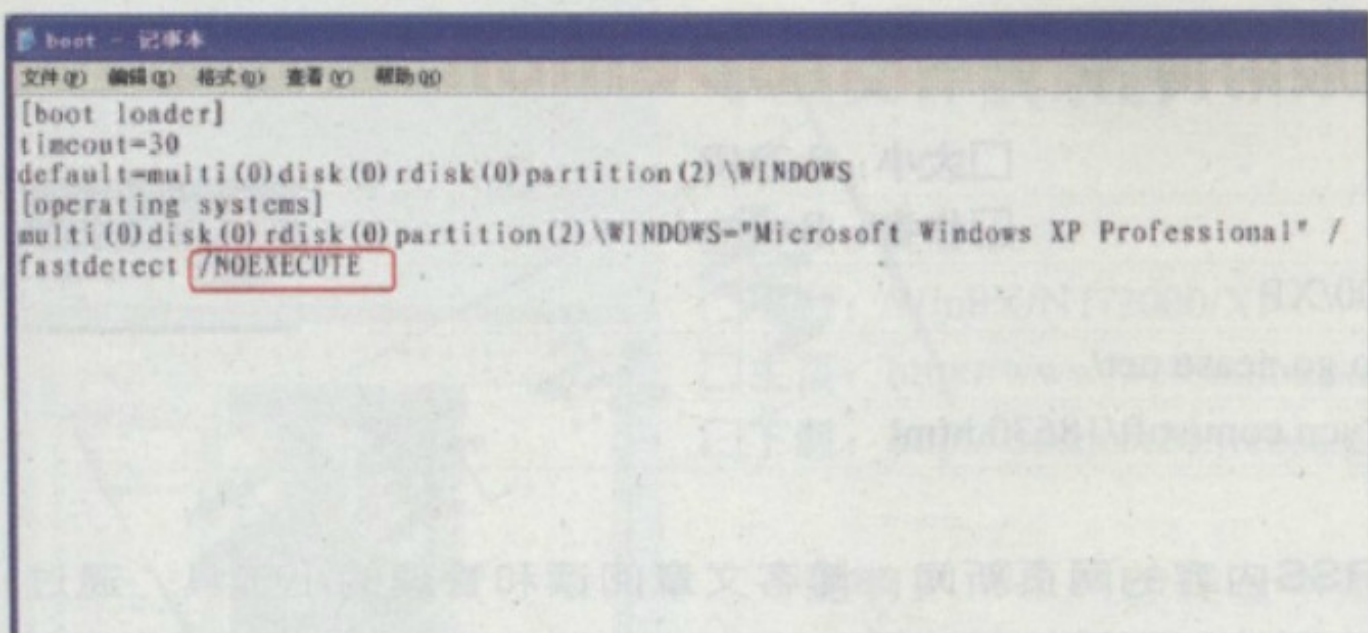 boot - 记事本
文件(F) 编辑(E) 格式(O) 查看(V) 帮助(H)
[boot loader]
timeout=30
default=multi(0)disk(0)rdisk(0)partition(2)\WINDOWS
[operating systems]
multi(0)disk(0)rdisk(0)partition(2)\WINDOWS="Microsoft Windows XP Professional" /
fastdetect /NOEXECUTE